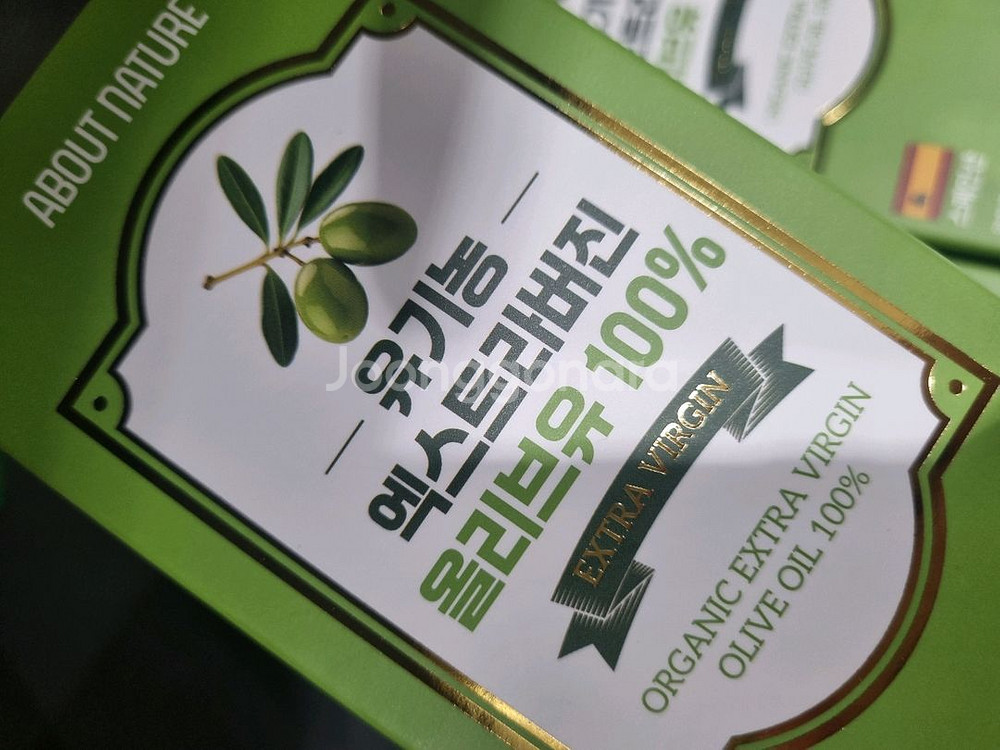 ABOUT NATURE
유기농
엑스트라버진
올리브유 100%
EXTRA VIRGIN
ORGANIC EXTRA VIRGIN
OLIVE OIL 100%
Joonggonara